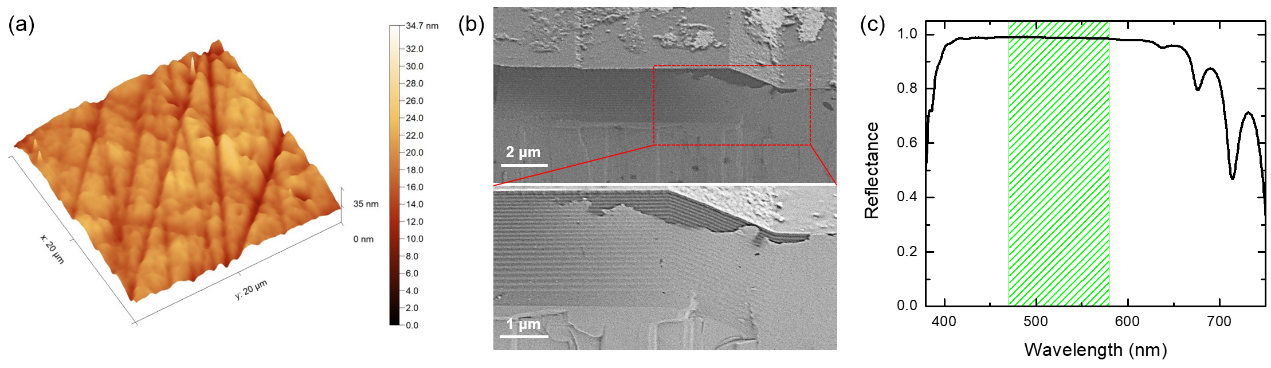 (a)
34.7 nm
32.0
30.0
28.0
26.0
24.0
22.0
20.0
18.0
16.0
14.0
12.0
10.0
8.0
6.0
4.0
2.0
0.0
35 nm
0 nm
x: 20 µm
y: 20 µm
(b)
2 µm
1 µm
(c)
1.0
0.8
0.6
0.4
0.2
0.0
Reflectance
400
500
600
700
Wavelength (nm)